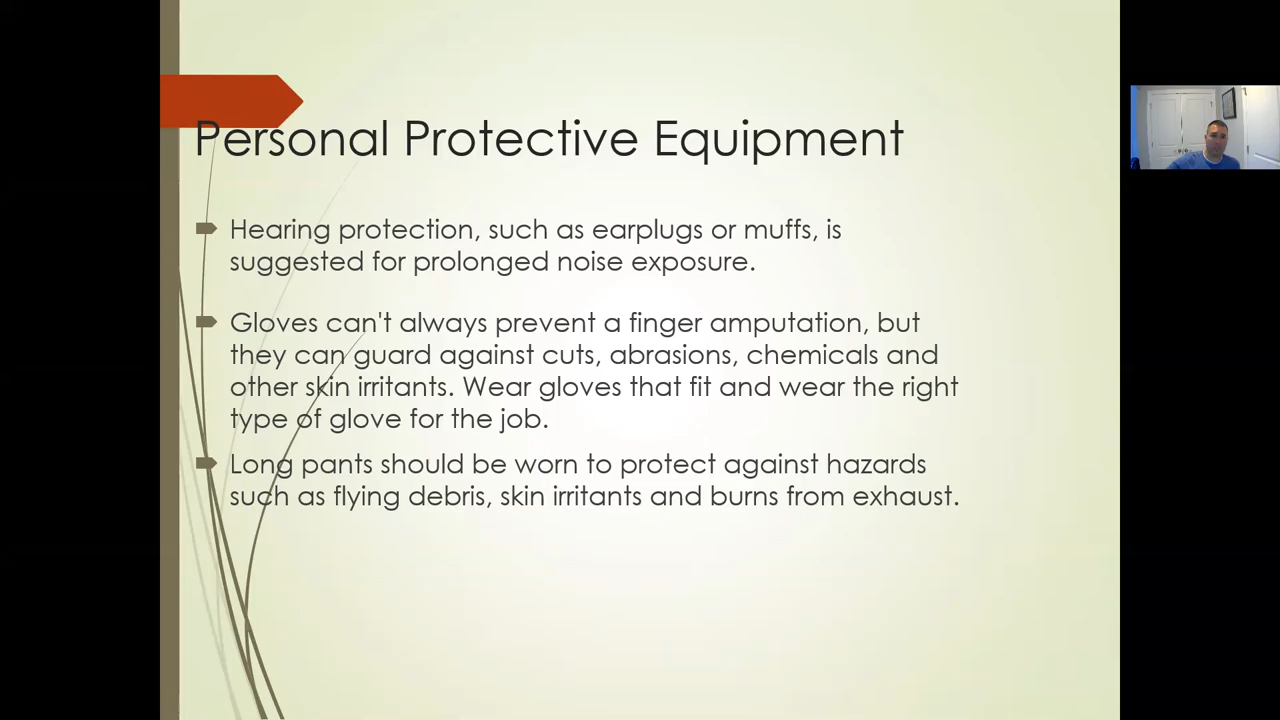 Personal Protective Equipment
Hearing protection, such as earplugs or muffs, is
suggested for prolonged noise exposure.
Gloves can't always prevent a finger amputation, but
they can guard against cuts, abrasions, chemicals and
other skin irritants. Wear gloves that fit and wear the right
type of glove for the job.
Long pants should be worn to protect against hazards
such as flying debris, skin irritants and burns from exhaust.